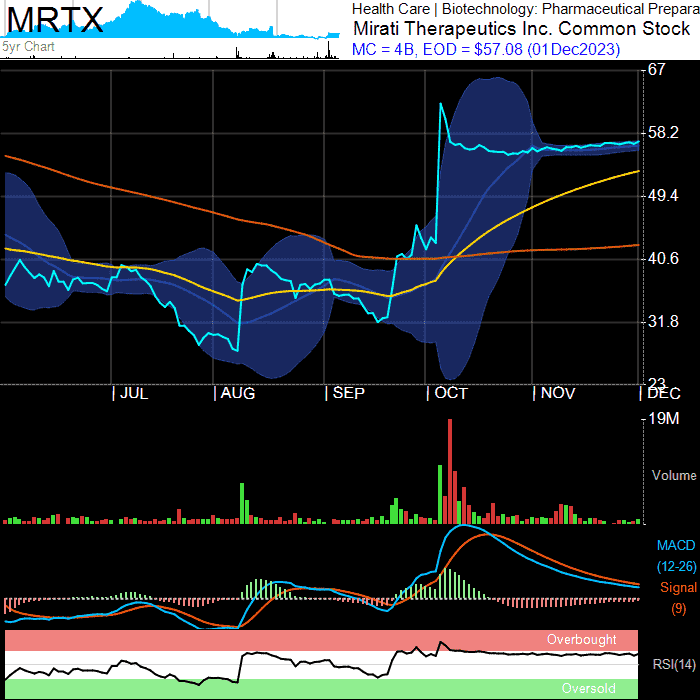 MRTX
Health Care | Biotechnology: Pharmaceutical Prepara
Mirati Therapeutics Inc. Common Stock
5yr Chart
MC = 4B, EOD = $57.08 (01Dec2023)
67
58.2
49.4
40.6
31.8
23
JUL
AUG
SEP
OCT
NOV
DEC
19M
Volume
MACD
(12-26)
Signal
(9)
Overbought
RSI(14)
Oversold